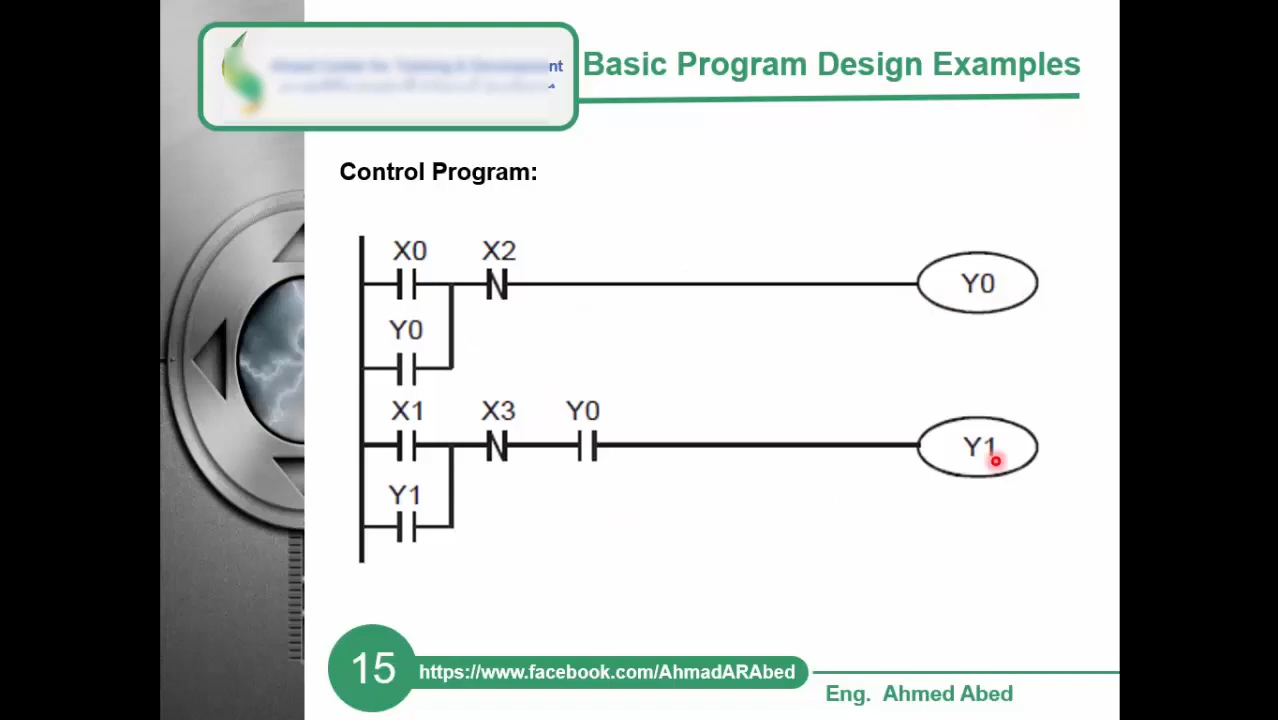 Basic Program Design Examples
Control Program:
X0 X2
Y0
Y0
X1 X3 Y0
Y1
Y1
15 https://www.facebook.com/AhmadARAbed
Eng. Ahmed Abed